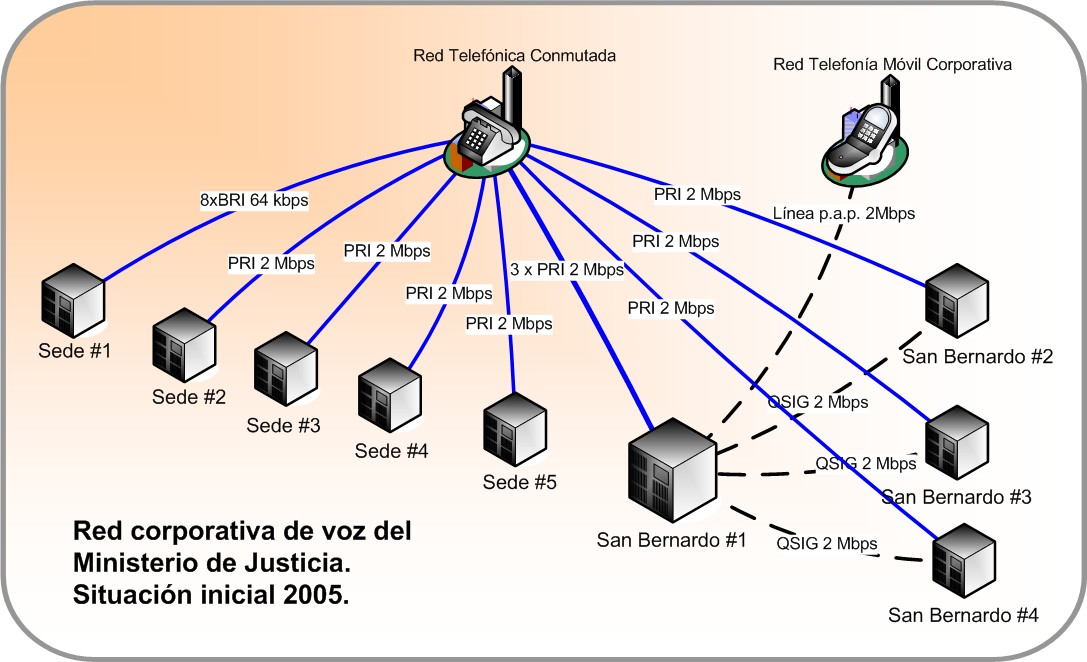 Red Telefónica Conmutada
Red Telefonía Móvil Corporativa
8xBRI 64 kbps
PRI 2 Mbps
PRI 2 Mbps
PRI 2 Mbps
PRI 2 Mbps
3 x PRI 2 Mbps
PRI 2 Mbps
PRI 2 Mbps
PRI 2 Mbps
Línea p.a.p. 2Mbps
QSIG 2 Mbps
QSIG 2 Mbps
QSIG 2 Mbps
Sede #1
Sede #2
Sede #3
Sede #4
Sede #5
San Bernardo #1
San Bernardo #2
San Bernardo #3
San Bernardo #4
Red corporativa de voz del
Ministerio de Justicia.
Situación inicial 2005.